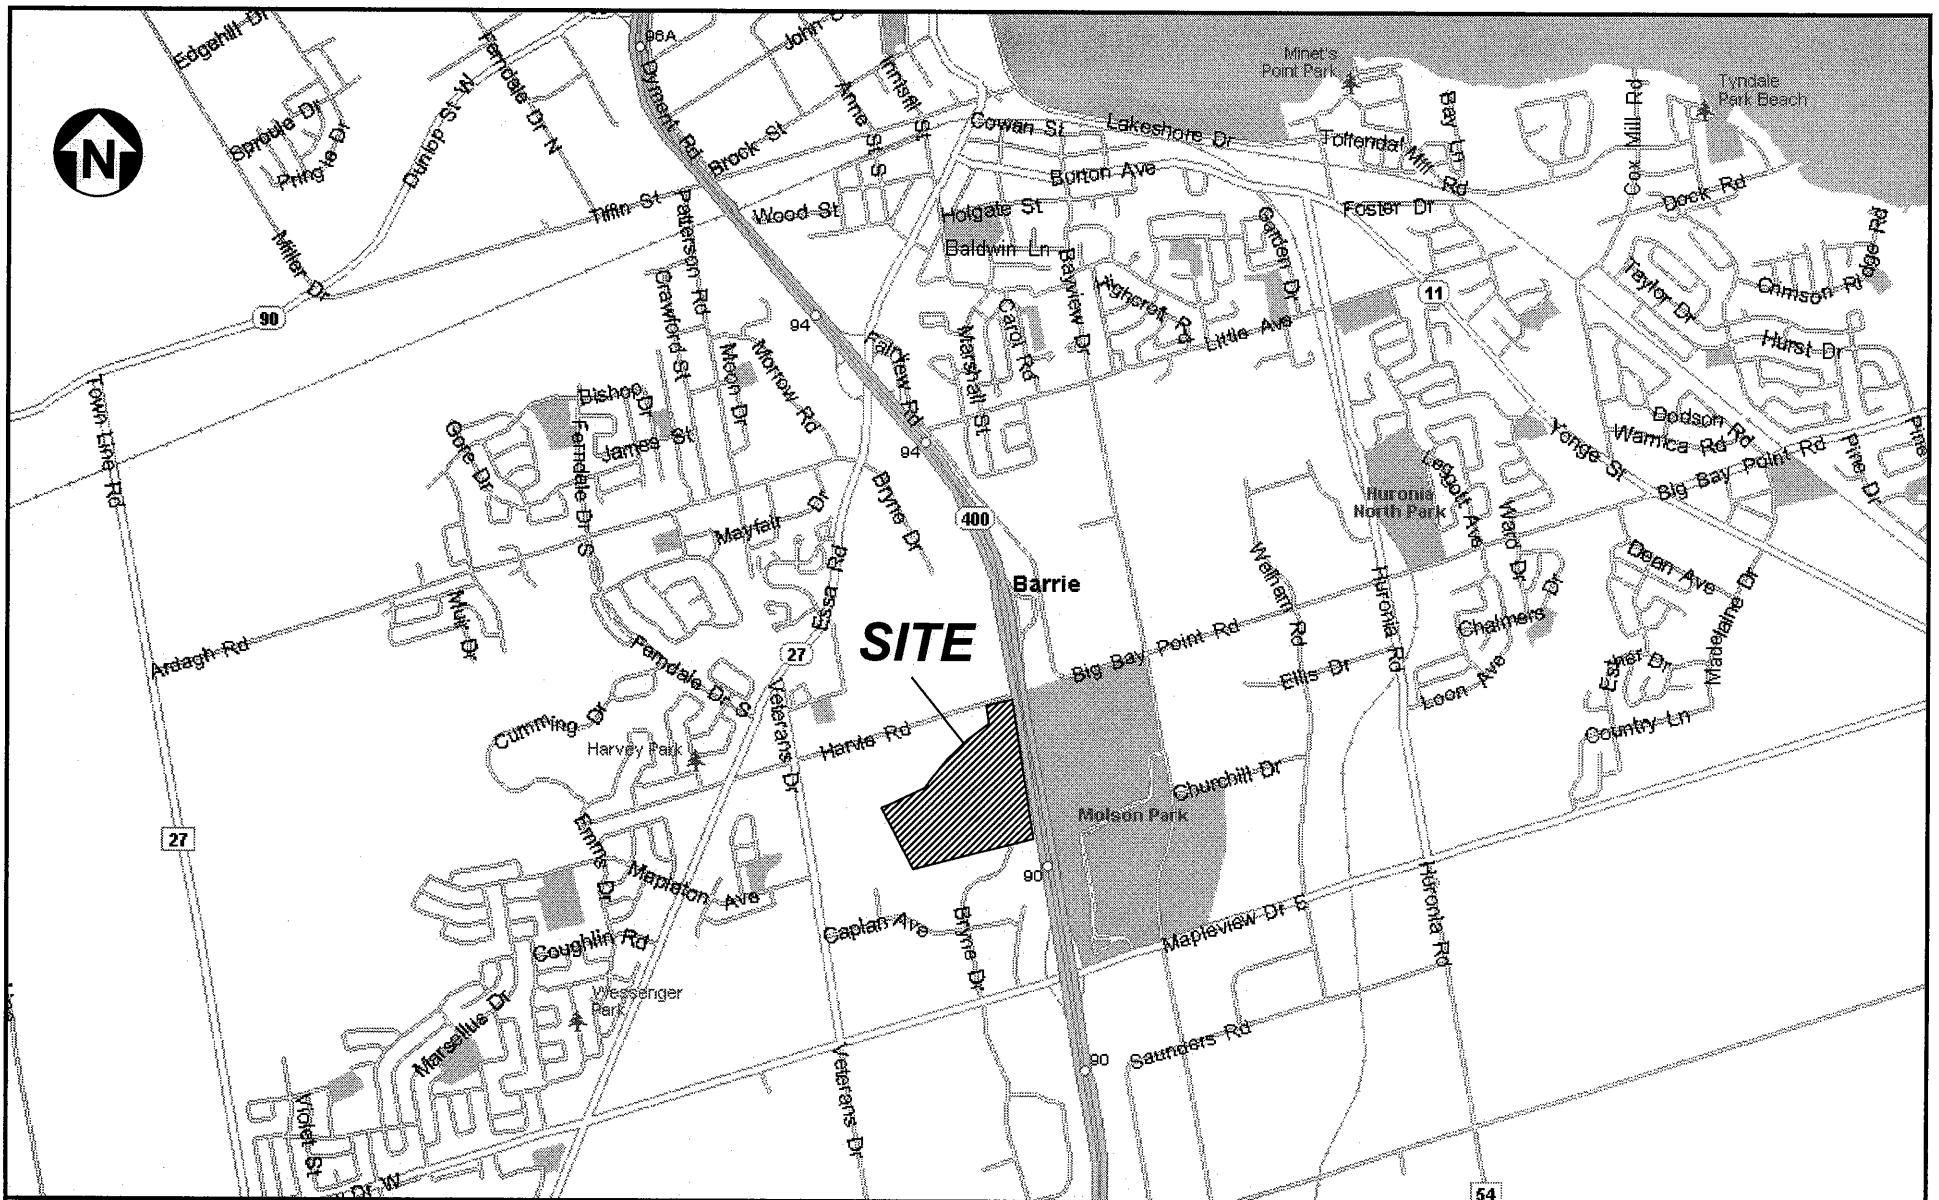 Edgehill Dr
Ferndale Dr N
96A
John
Minet's
Point Park
Tyndale
Park Beach
Dyment Rd
Anne St S
Innisfil St
Bay Ln
Cox Mill Rd
Sproule Dr
Pringle Dr
Dunlop St W
Brock St
Cowan St
Lakeshore Dr
Tollendal Mill Rd
N
Burton Ave
Dock Rd
Tiffin St
Patterson Rd
Wood St
Holgate St
Foster Dr
Golden Dr
Miller Dr
Baldwin Ln
Bayview Dr
Taylor Dr
Crimson Ridge Rd
Crawford St
Highcroft Rd
11
90
94
Carol Rd
Marshall St
Little Ave
Fairview Rd
Hurst Dr
Moon Dr
Morrow Rd
Town Line Rd
Bishop Dr
James St
Gore Dr
Ferndale Dr S
94
Dodson Rd
Warnica Rd
Yonge St
Big Bay Point Rd
Pine Dr
Pine
Bryne Dr
Leggott Ave
Huronia
North Park
Mayfair Dr
400
Ward Dr
Walham Rd
Essa Rd
Barrie
Dean Ave
Madelaine Dr
Muir Dr
Huronia Rd
Chalmers Dr
Ardagh Rd
SITE
Big Bay Point Rd
27
Ferndale Dr S
Ellis Dr
Loon Ave
Esther Dr
Veterans Dr
Cumming Dr
Harvey Park
Harvie Rd
Country Ln
Churchill Dr
Molson Park
27
Emms Dr
Mapleton Ave
90
Huronia Rd
Caplan Ave
Bryne Dr
Mapleview Dr E
Coughlin Rd
Wessenger
Park
Marsellus Dr
Veterans Dr
90
Saunders Rd
Violet St
Dr W
54